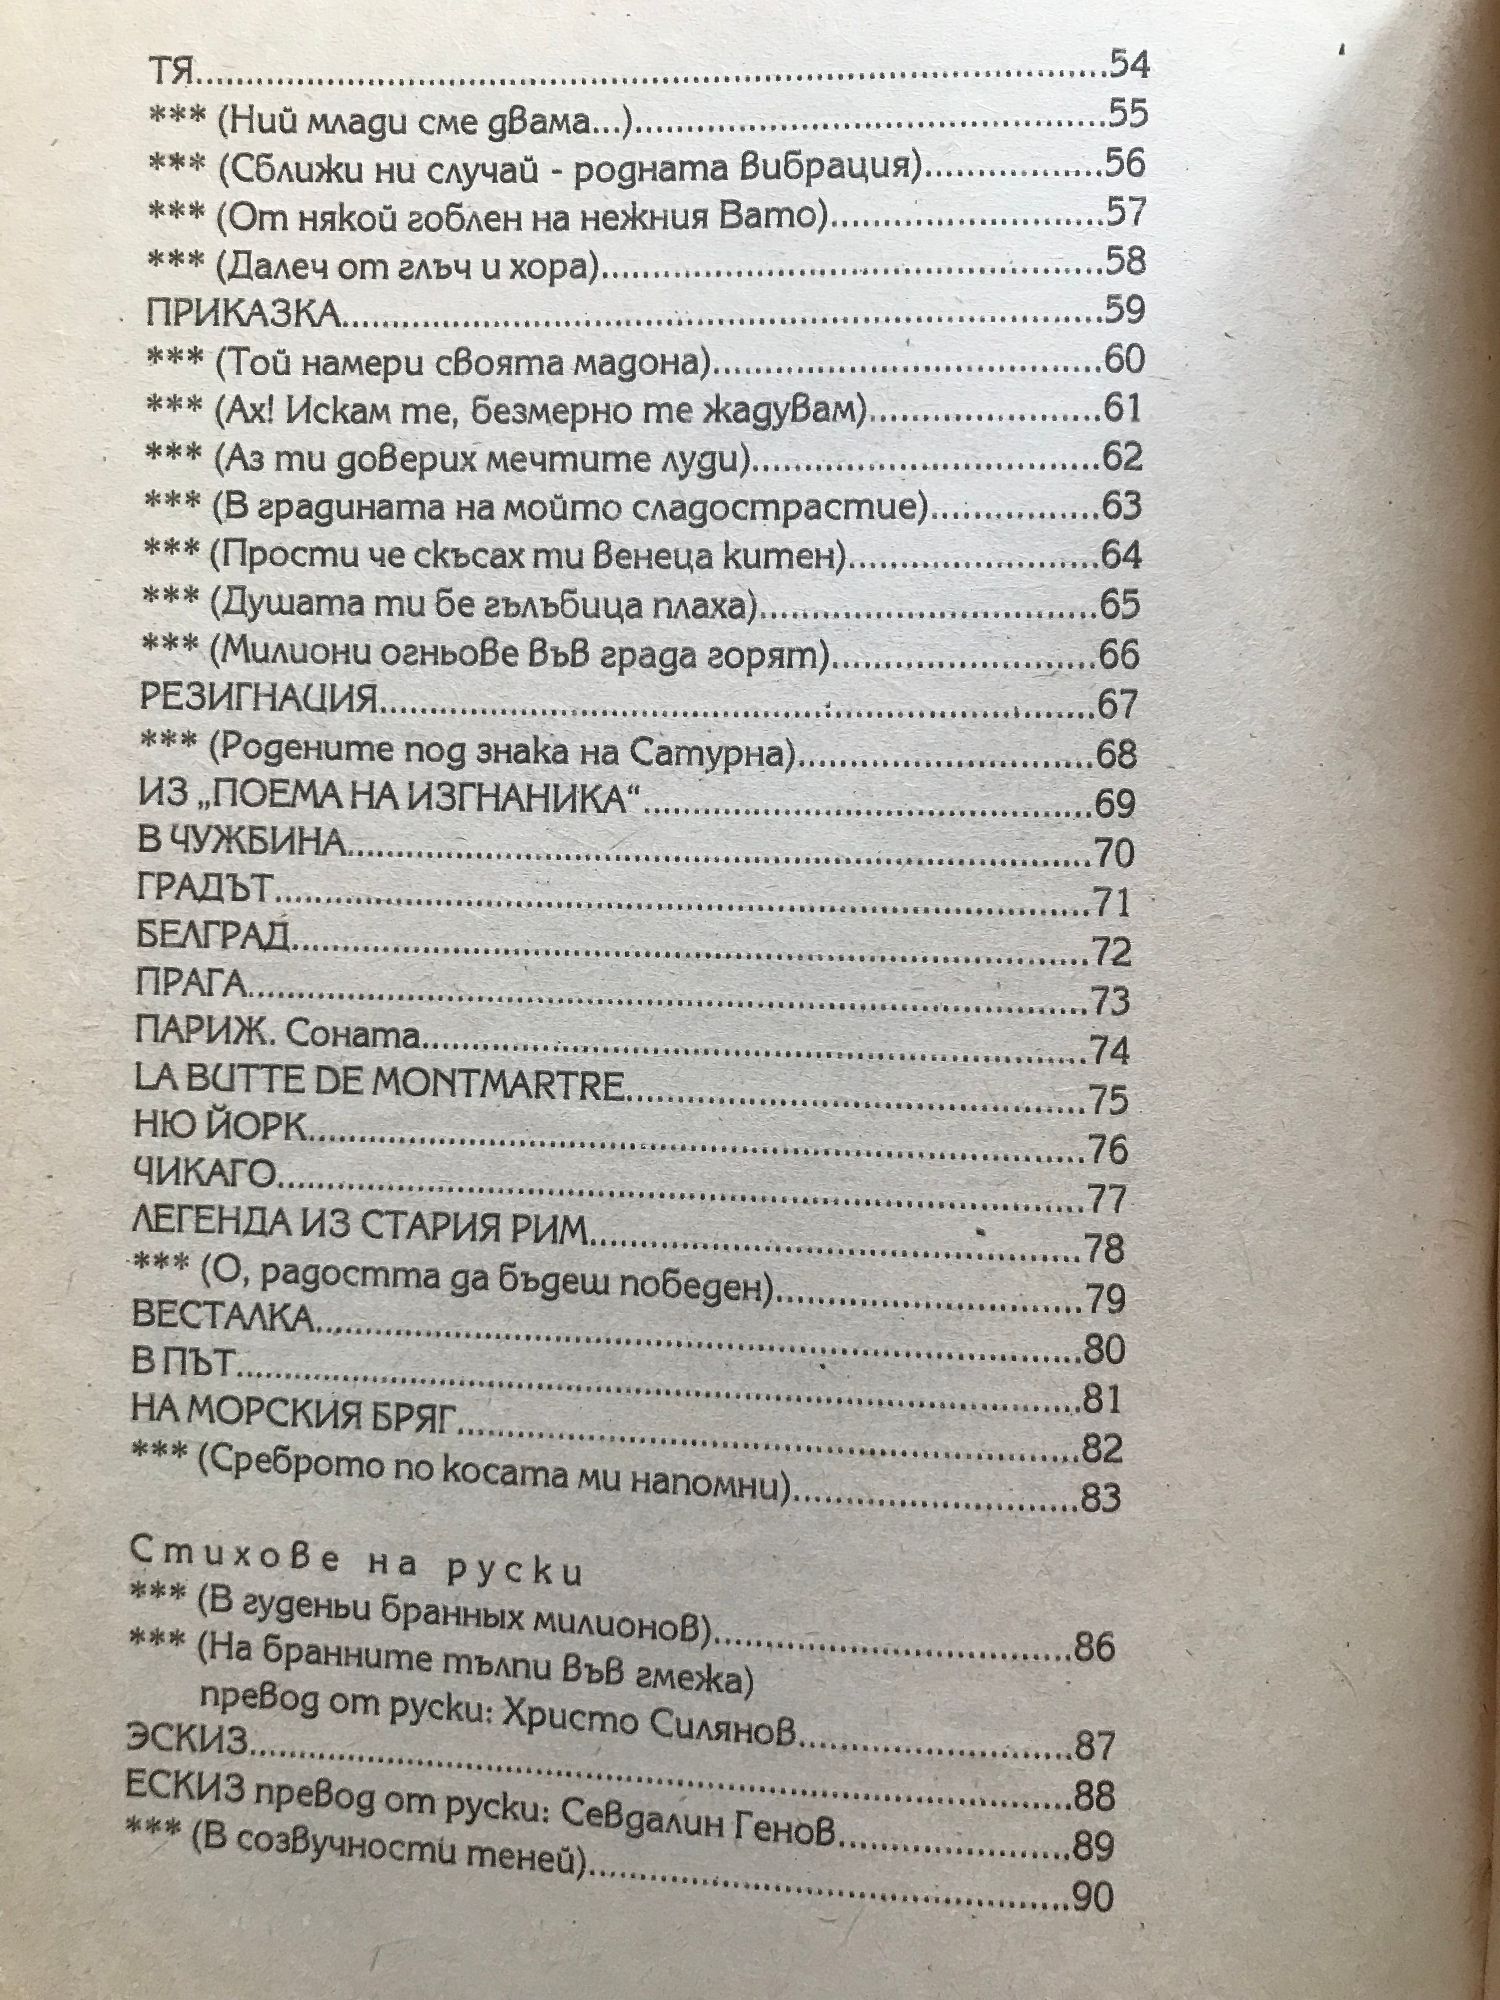 ТЯ...54
*** (Ний млади сме двама...)...55
*** (Сближи ни случай - родната вибрация)...56
*** (От някой гоблен на нежния Вато)...57
*** (Далеч от глъч и хора)...58
ПРИКАЗКА...59
*** (Той намери своята мадона)...60
*** (Ах! Искам те, безмерно те жадувам)...61
*** (Аз ти доверих мечтите луди)...62
*** (В градината на мойто сладострастие)...63
*** (Прости че скъсах ти венеца китен)...64
*** (Душата ти бе гълъбица плаха)...65
*** (Милиони огньове във града горят)...66
РЕЗИГНАЦИЯ...67
*** (Родените под знака на Сатурна)...68
ИЗ „ПОЕМА НА ИЗГНАНИКА“...69
В ЧУЖБИНА...70
ГРАДЪТ...71
БЕЛГРАД...72
ПРАГА...73
ПАРИЖ. Соната...74
LA BUTTE DE MONTMARTRE...75
НЮ ЙОРК...76
ЧИКАГО...77
ЛЕГЕНДА ИЗ СТАРИЯ РИМ...78
*** (О, радостта да бъдеш победен)...79
ВЕСТАЛКА...80
В ПЪТ...81
НА МОРСКИЯ БРЯГ...82
*** (Среброто по косата ми напомни)...83
Стихове на руски
*** (В гуденьи бранных милионов)...86
*** (На бранните тълпи във гмежа)
превод от руски: Христо Силянов...87
ЭСКИЗ...88
ЕСКИЗ превод от руски: Севдалин Генов...89
*** (В созвучности теней)...90